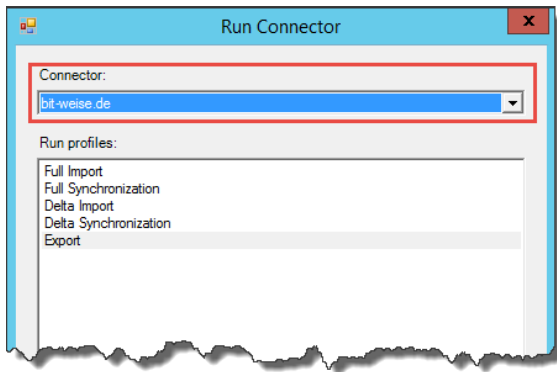 Run Connector
x
Connector:
bit-weise.de
Run profiles:
Full Import
Full Synchronization
Delta Import
Delta Synchronization
Export